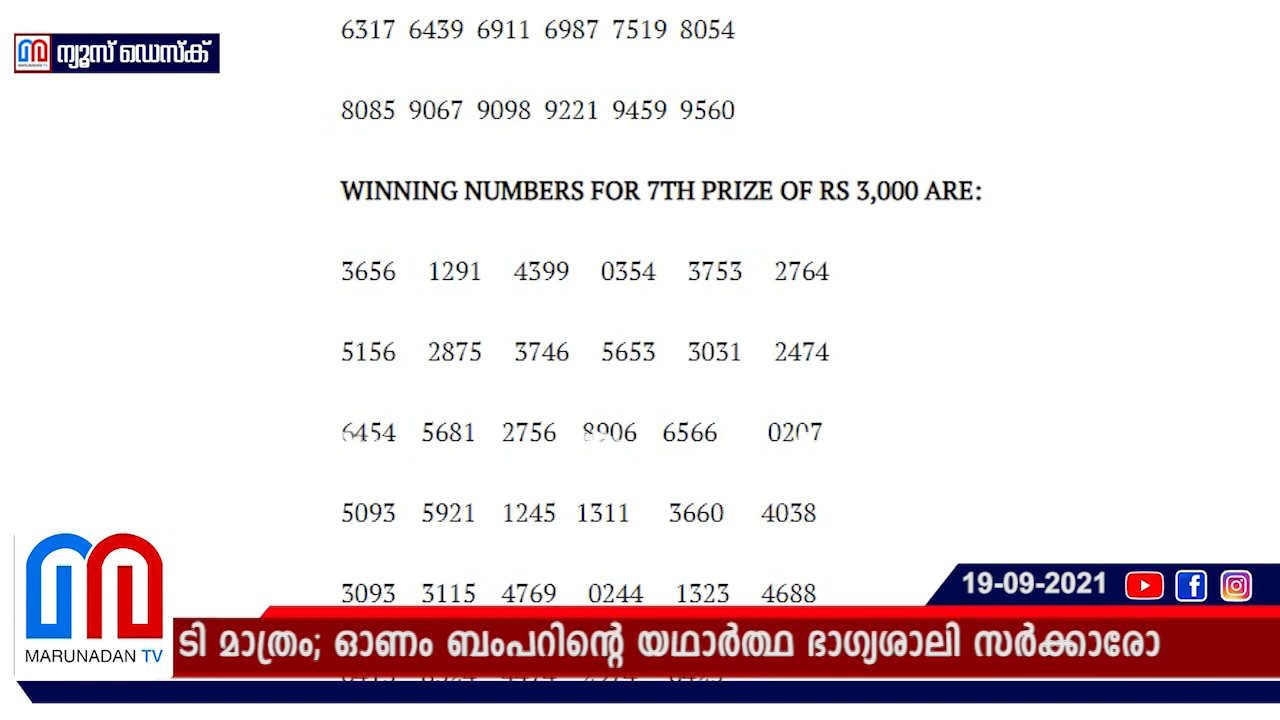 6317 6439 6911 6987 7519 8054
MARUNADAN TV
ന്യൂസ് ഡെസ്ക്
8085 9067 9098 9221 9459 9560
WINNING NUMBERS FOR 7TH PRIZE OF RS 3,000 ARE:
3656 1291 4399 0354 3753 2764
5156 2875 3746 5653 3031 2474
6454 5681 2756 8906 6566 0207
5093 5921 1245 1311 3660 4038
3093 3115 4769 0244 1323 4688
19-09-2021
MARUNADAN TV
ടി മാത്രം; ഓണം ബംപറിന്റെ യഥാർത്ഥ ഭാഗ്യശാലി സർക്കാരോ